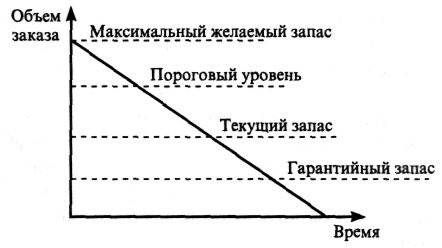 Объем
заказа
Максимальный желаемый запас
Пороговый уровень
Текущий запас
Гарантийный запас
Время